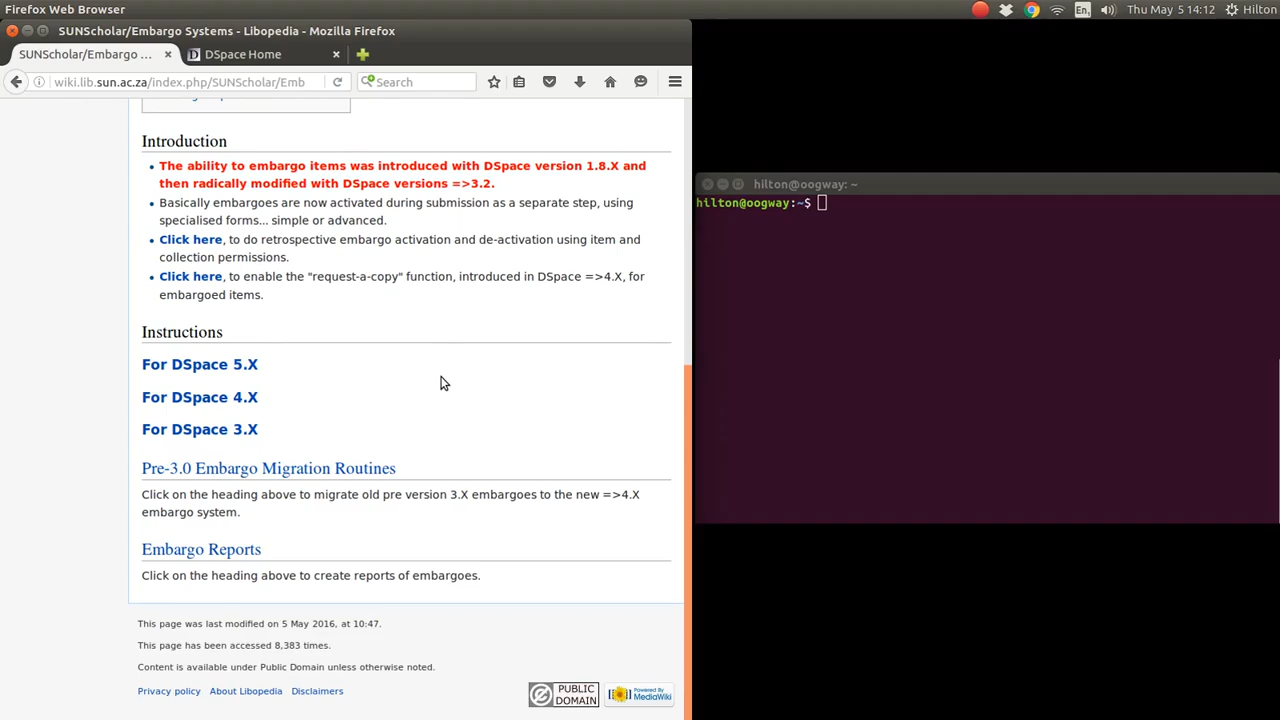 Firefox Web Browser
En1
Thu May 5 14:12
Hilton
SUNScholar/Embargo Systems - Libopedia - Mozilla Firefox
SUNScholar/Embargo ...
DSpace Home
wiki.lib.sun.ac.za/index.php/SUNScholar/Emb
Search
Introduction
The ability to embargo items was introduced with DSpace version 1.8.X and
then radically modified with DSpace versions =>3.2.
Basically embargoes are now activated during submission as a separate step, using
specialised forms... simple or advanced.
Click here, to do retrospective embargo activation and de-activation using item and
collection permissions.
Click here, to enable the "request-a-copy" function, introduced in DSpace =>4.X, for
embargoed items.
Instructions
For DSpace 5.X
For DSpace 4.X
For DSpace 3.X
Pre-3.0 Embargo Migration Routines
Click on the heading above to migrate old pre version 3.X embargoes to the new =>4.X
embargo system.
Embargo Reports
Click on the heading above to create reports of embargoes.
This page was last modified on 5 May 2016, at 10:47.
This page has been accessed 8,383 times.
Content is available under Public Domain unless otherwise noted.
Privacy policy
About Libopedia
Disclaimers
PUBLIC
DOMAIN
Powered By
MediaWiki
hilton@oogway: ~
hilton@oogway:~$